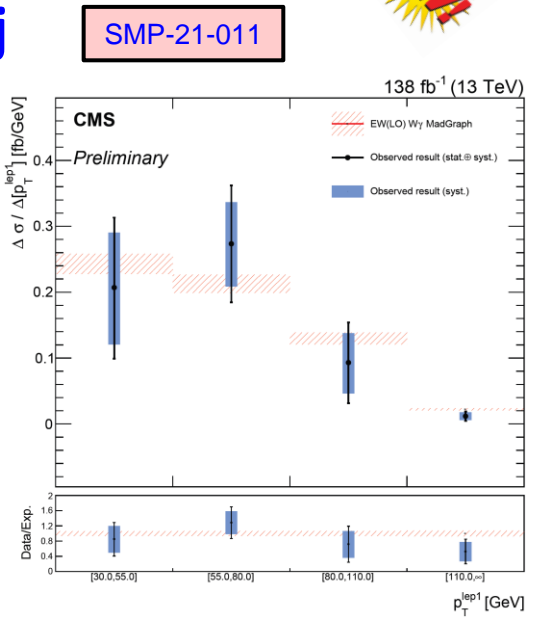 j
SMP-21-011
138 fb⁻¹ (13 TeV)
CMS
Preliminary
EW(LO) Wγ MadGraph
Observed result (stat.⊕ syst.)
Observed result (syst.)
Δ σ / Δ[p_T^lep1] [fb/GeV]
0.4
0.3
0.2
0.1
0
Data/Exp.
2
1.6
1.2
0.8
0.4
0
[30.0,55.0] [55.0,80.0] [80.0,110.0] [110.0,∞]
p_T^lep1 [GeV]